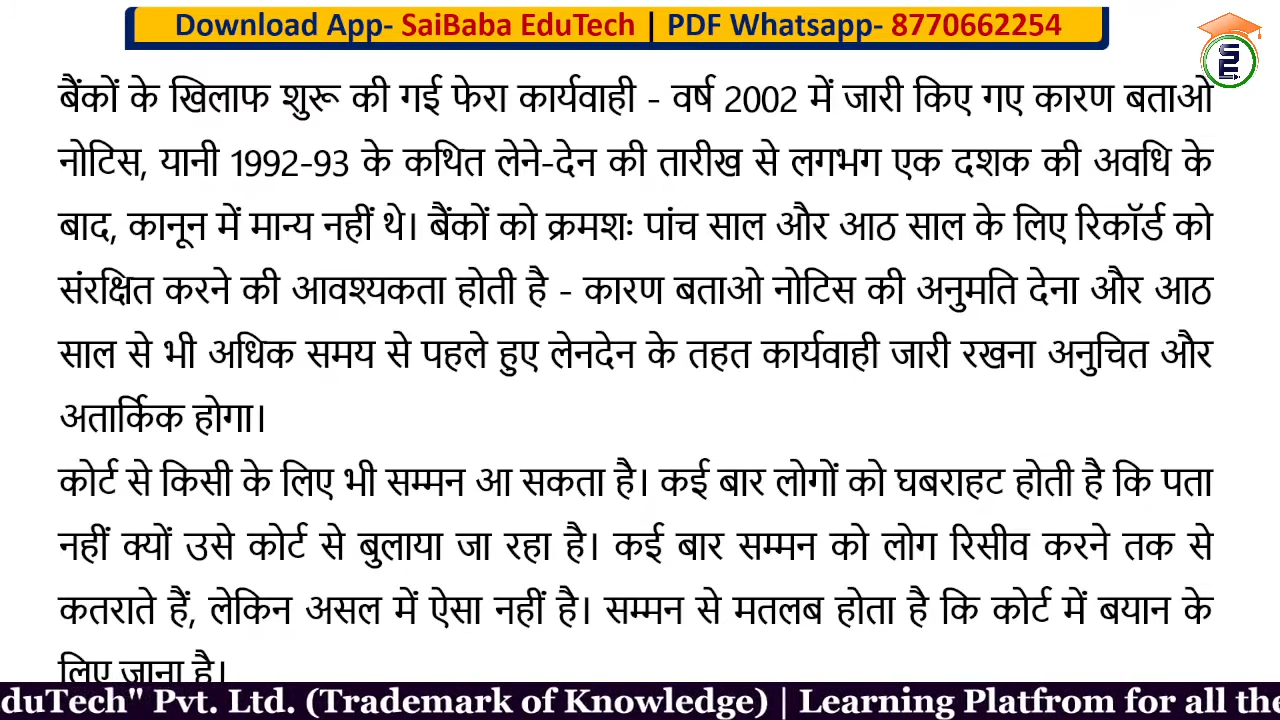 Download App- SaiBaba EduTech | PDF Whatsapp- 8770662254
बैंकों के खिलाफ शुरू की गई फेरा कार्यवाही - वर्ष 2002 में जारी किए गए कारण बताओ
नोटिस, यानी 1992-93 के कथित लेने-देन की तारीख से लगभग एक दशक की अवधि के
बाद, कानून में मान्य नहीं थे। बैंकों को क्रमशः पांच साल और आठ साल के लिए रिकॉर्ड को
संरक्षित करने की आवश्यकता होती है - कारण बताओ नोटिस की अनुमति देना और आठ
साल से भी अधिक समय से पहले हुए लेनदेन के तहत कार्यवाही जारी रखना अनुचित और
अतार्किक होगा।
कोर्ट से किसी के लिए भी सम्मन आ सकता है। कई बार लोगों को घबराहट होती है कि पता
नहीं क्यों उसे कोर्ट से बुलाया जा रहा है। कई बार सम्मन को लोग रिसीव करने तक से
कतराते हैं, लेकिन असल में ऐसा नहीं है। सम्मन से मतलब होता है कि कोर्ट में बयान के
लिए जाना है।
duTech" Pvt. Ltd. (Trademark of Knowledge) | Learning Platfrom for all the